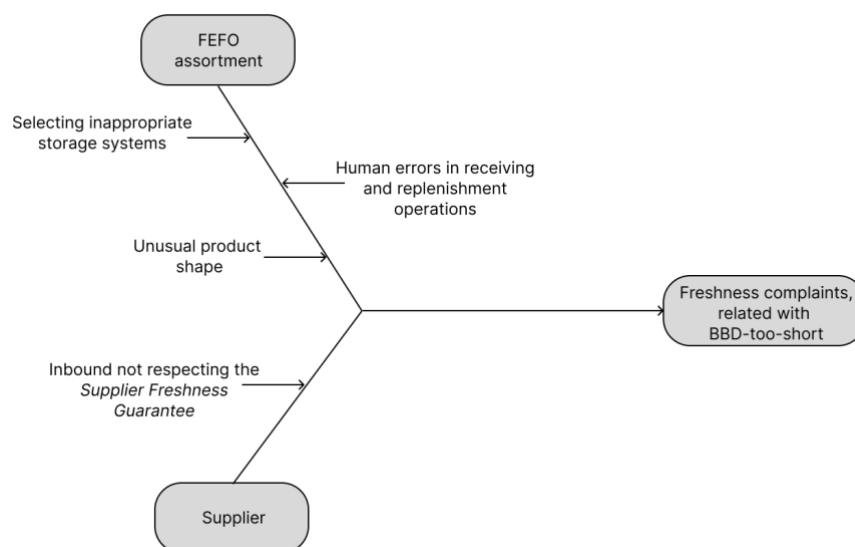 FEFO
assortment
Selecting inappropriate
storage systems
Human errors in receiving
and replenishment
operations
Unusual product
shape
Freshness complaints,
related with
BBD-too-short
Inbound not respecting the
Supplier Freshness
Guarantee
Supplier